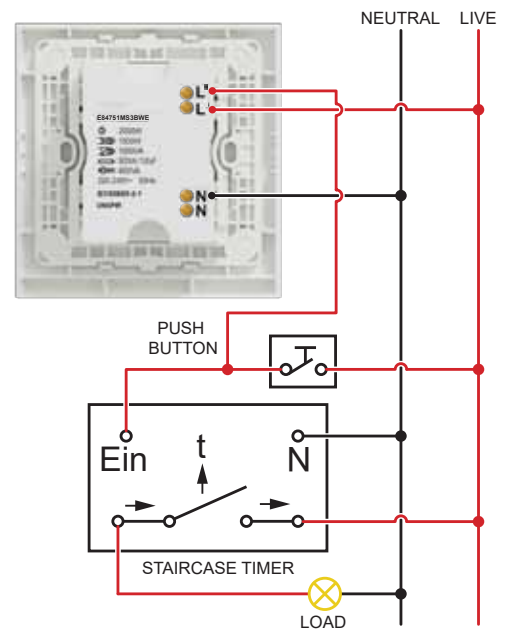 NEUTRAL LIVE
L"
L'
E84751MS3BWE
N
N
PUSH
BUTTON
Ein
t
N
STAIRCASE TIMER
LOAD